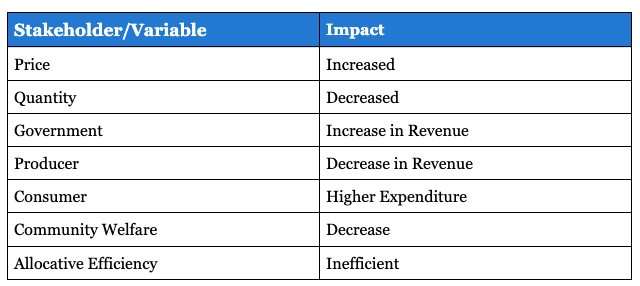 Stakeholder/Variable Impact
Price Increased
Quantity Decreased
Government Increase in Revenue
Producer Decrease in Revenue
Consumer Higher Expenditure
Community Welfare Decrease
Allocative Efficiency Inefficient